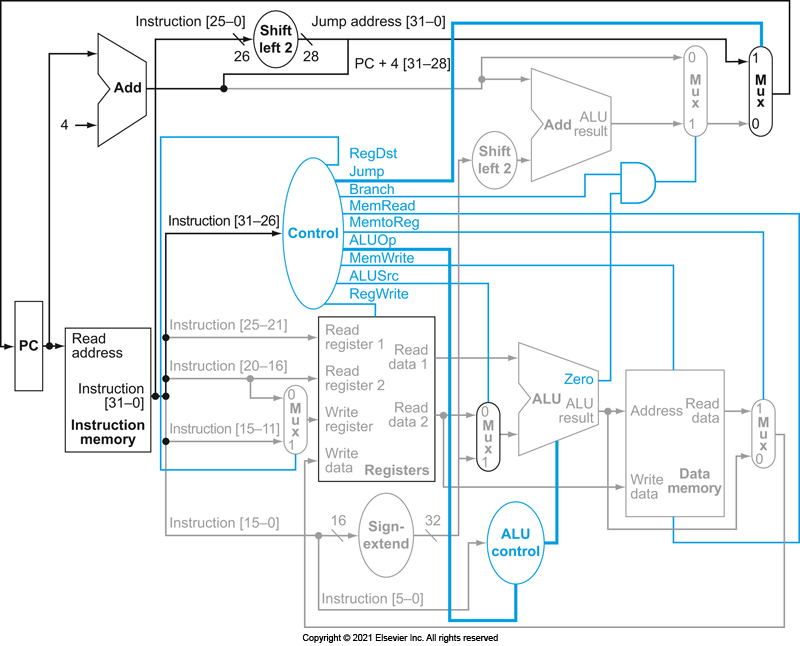 Instruction [25–0]
Shift
left 2
Jump address [31–0]
26
28
PC + 4 [31–28]
Add
4
0
M
u
x
1
1
M
u
x
0
Add
ALU
result
Shift
left 2
RegDst
Jump
Branch
MemRead
MemtoReg
ALUOp
MemWrite
ALUSrc
RegWrite
Instruction [31–26]
Control
PC
Read
address
Instruction
[31–0]
Instruction
memory
Instruction [25–21]
Instruction [20–16]
Instruction [15–11]
Instruction [15–0]
0
M
u
x
1
Read
register 1
Read
register 2
Write
register
Write
data
Read
data 1
Read
data 2
Registers
0
M
u
x
1
Zero
ALU
ALU
result
Address
Read
data
Write
data
Data
memory
1
M
u
x
0
16
Sign-
extend
32
ALU
control
Instruction [5–0]
Copyright © 2021 Elsevier Inc. All rights reserved